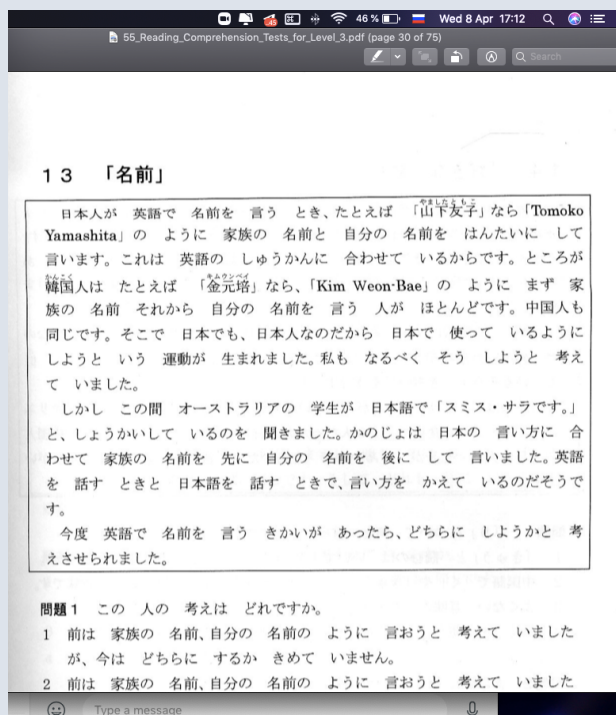 46 %
Wed 8 Apr 17:12
55_Reading_Comprehension_Tests_for_Level_3.pdf (page 30 of 75)
Search
13 「名前」
日本人が 英語で 名前を 言う とき、たとえば 「山下友子」なら「Tomoko
Yamashita」の ように 家族の 名前と 自分の 名前を はんたいに して
言います。これは 英語の しゅうかんに 合わせて いるからです。ところが
韓国人は たとえば 「金元培」なら、「Kim Weon-Bae」の ように まず 家
族の 名前 それから 自分の 名前を 言う 人が ほとんどです。中国人も
同じです。そこで 日本でも、日本人なのだから 日本で 使って いるように
しようと いう 運動が 生まれました。私も なるべく そう しようと 考え
て いました。
しかし この間 オーストラリアの 学生が 日本語で「スミス・サラです。」
と、しょうかいして いるのを 聞きました。かのじょは 日本の 言い方に 合
わせて 家族の 名前を 先に 自分の 名前を 後に して 言いました。英語
を 話す ときと 日本語を 話す ときで、言い方を かえて いるのだそうで
す。
今度 英語で 名前を 言う きかいが あったら、どちらに しようかと 考
えさせられました。
問題1 この 人の 考えは どれですか。
1 前は 家族の 名前、自分の 名前の ように 言おうと 考えて いました
が、今は どちらに するか きめて いません。
2 前は 家族の 名前、自分の 名前の ように 言おうと 考えて いました
Type a message